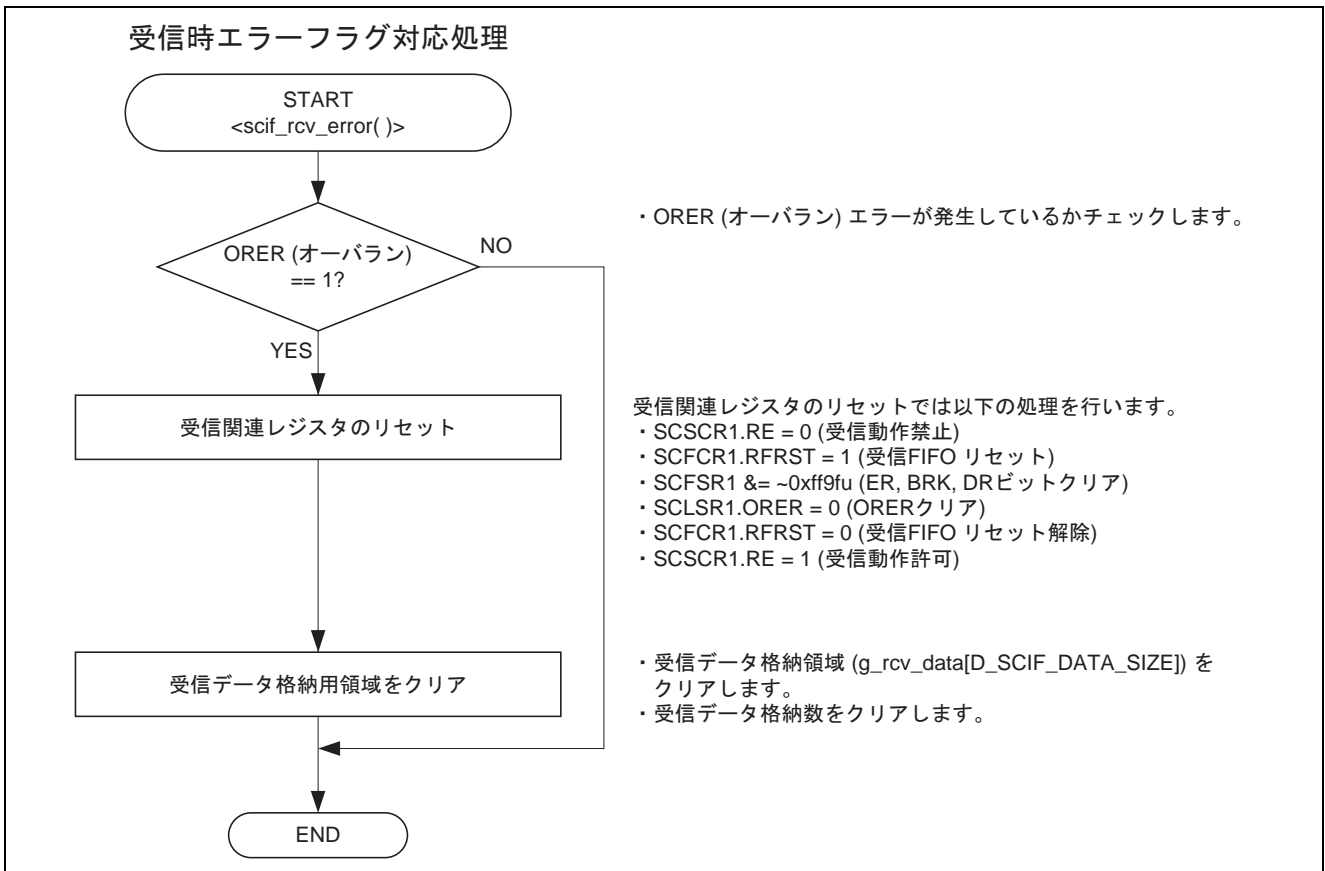 受信時エラーフラグ対応処理
START
<scif_rcv_error( )>
・ORER (オーバラン) エラーが発生しているかチェックします。
ORER (オーバラン)
== 1?
NO
YES
受信関連レジスタのリセット
受信関連レジスタのリセットでは以下の処理を行います。
・SCSCR1.RE = 0 (受信動作禁止)
・SCFCR1.RFRST = 1 (受信FIFO リセット)
・SCFSR1 &= ~0xff9fu (ER, BRK, DRビットクリア)
・SCLSR1.ORER = 0 (ORERクリア)
・SCFCR1.RFRST = 0 (受信FIFO リセット解除)
・SCSCR1.RE = 1 (受信動作許可)
受信データ格納用領域をクリア
・受信データ格納領域 (g_rcv_data[D_SCIF_DATA_SIZE]) を
クリアします。
・受信データ格納数をクリアします。
END